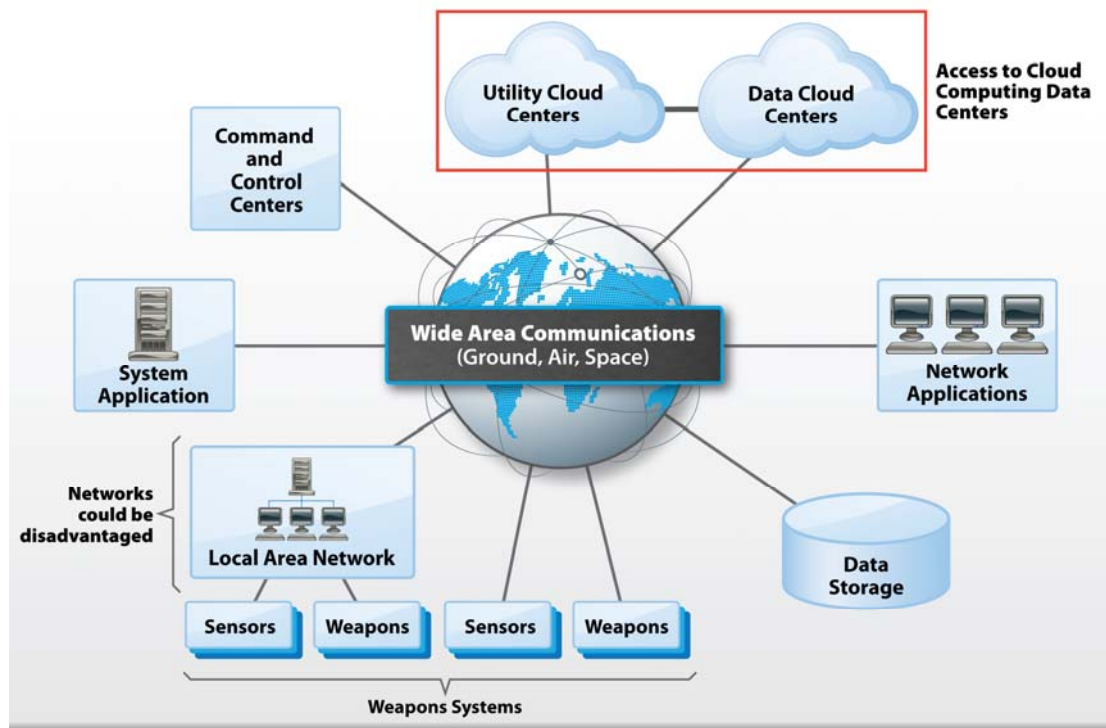 Utility Cloud
Centers
Data Cloud
Centers
Access to Cloud
Computing Data
Centers
Command
and
Control
Centers
Wide Area Communications
(Ground, Air, Space)
System
Application
Network
Applications
Networks
could be
disadvantaged
Local Area Network
Data
Storage
Sensors
Weapons
Sensors
Weapons
Weapons Systems